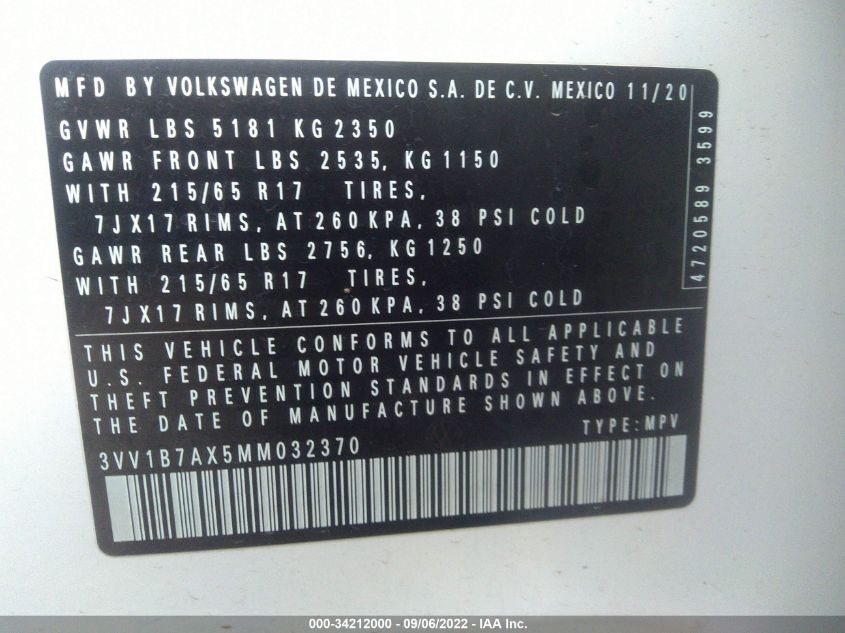 MFD BY VOLKSWAGEN DE MEXICO S.A. DE C.V. MEXICO 11/20
GVWR LBS 5181 KG 2350
GAWR FRONT LBS 2535, KG 1150
WITH 215/65 R17 TIRES,
7JX17 RIMS, AT 260 KPA, 38 PSI COLD
GAWR REAR LBS 2756, KG 1250
WITH 215/65 R17 TIRES,
7JX17 RIMS, AT 260 KPA, 38 PSI COLD
4720589 3599
THIS VEHICLE CONFORMS TO ALL APPLICABLE
U.S. FEDERAL MOTOR VEHICLE SAFETY AND
THEFT PREVENTION STANDARDS IN EFFECT ON
THE DATE OF MANUFACTURE SHOWN ABOVE.
TYPE: MPV
3VV1B7AX5MM032370
000-34212000 - 09/06/2022 - IAA Inc.